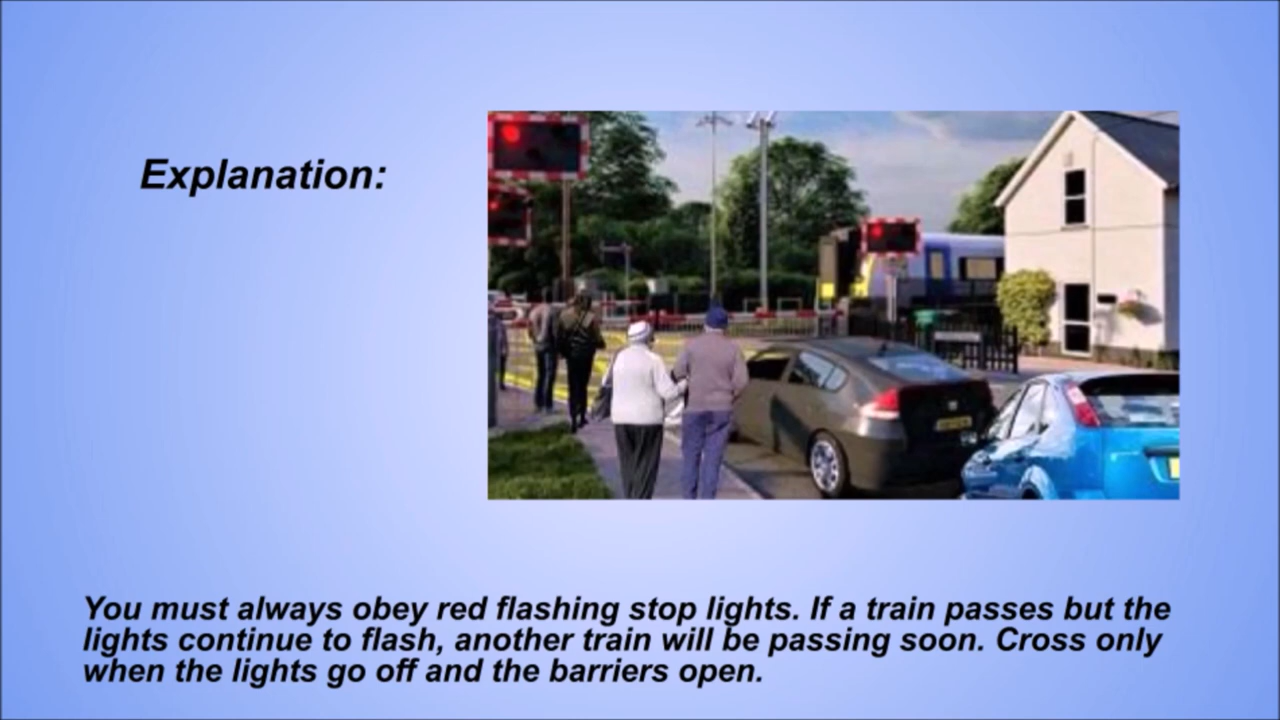 Explanation:
You must always obey red flashing stop lights. If a train passes but the
lights continue to flash, another train will be passing soon. Cross only
when the lights go off and the barriers open.